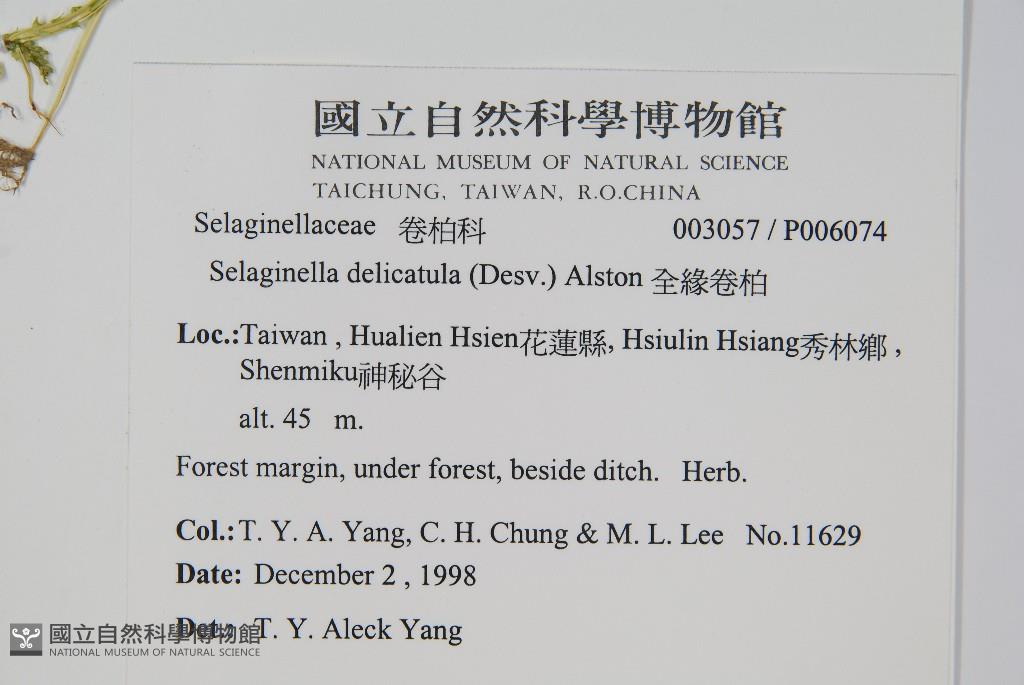 國立自然科學博物館
NATIONAL MUSEUM OF NATURAL SCIENCE
TAICHUNG, TAIWAN, R.O.CHINA
Selaginellaceae 卷柏科 003057 / P006074
Selaginella delicatula (Desv.) Alston 全緣卷柏
Loc.:Taiwan , Hualien Hsien花蓮縣, Hsiulin Hsiang秀林鄉 ,
Shenmiku神秘谷
alt. 45 m.
Forest margin, under forest, beside ditch. Herb.
Col.:T. Y. A. Yang, C. H. Chung & M. L. Lee No.11629
Date: December 2 , 1998
Det.: T. Y. Aleck Yang
國立自然科學博物館
NATIONAL MUSEUM OF NATURAL SCIENCE